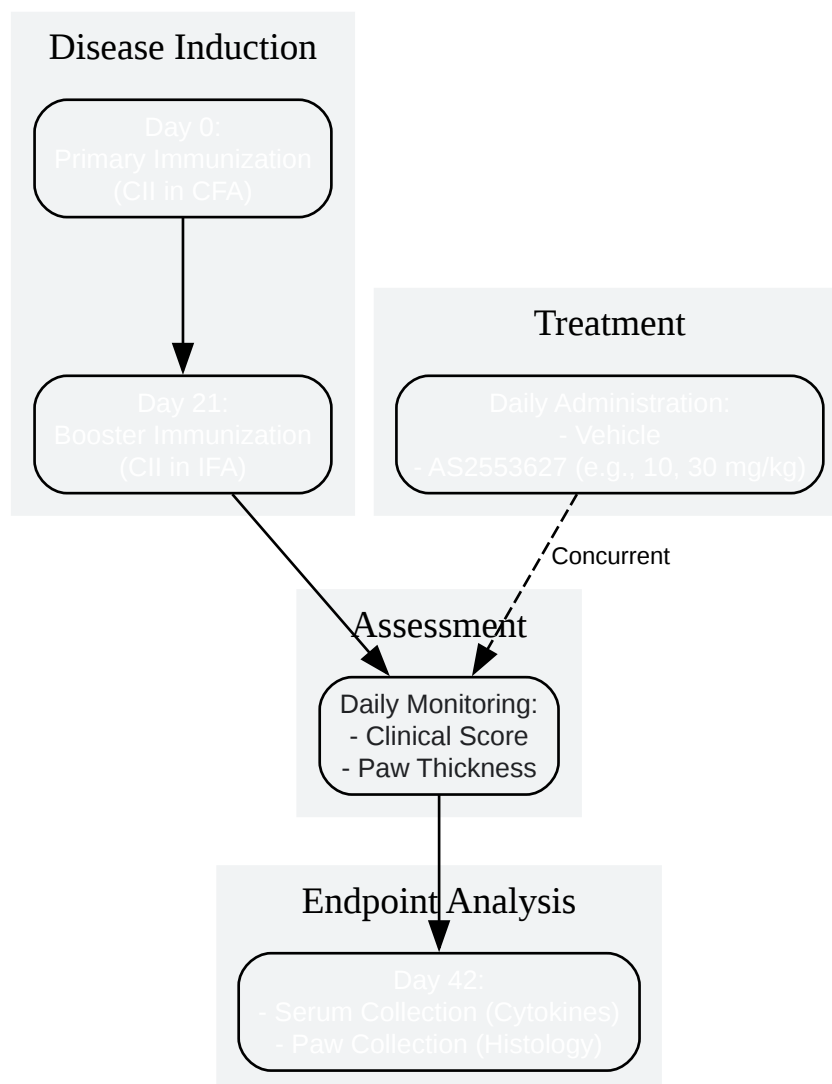 Disease Induction
Day 0:
Primary Immunization
(CII in CFA)
Day 21:
Booster Immunization
(CII in IFA)
Treatment
Daily Administration:
- Vehicle
- AS2553627 (e.g., 10, 30 mg/kg)
Concurrent
Assessment
Daily Monitoring:
- Clinical Score
- Paw Thickness
Endpoint Analysis
Day 42:
- Serum Collection (Cytokines)
- Paw Collection (Histology)